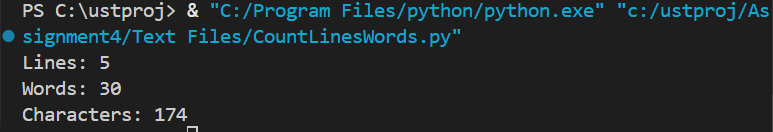 PS C:\ustproj> & "C:/Program Files/python/python.exe" "c:/ustproj/As
signment4/Text Files/CountLinesWords.py"
Lines: 5
Words: 30
Characters: 174